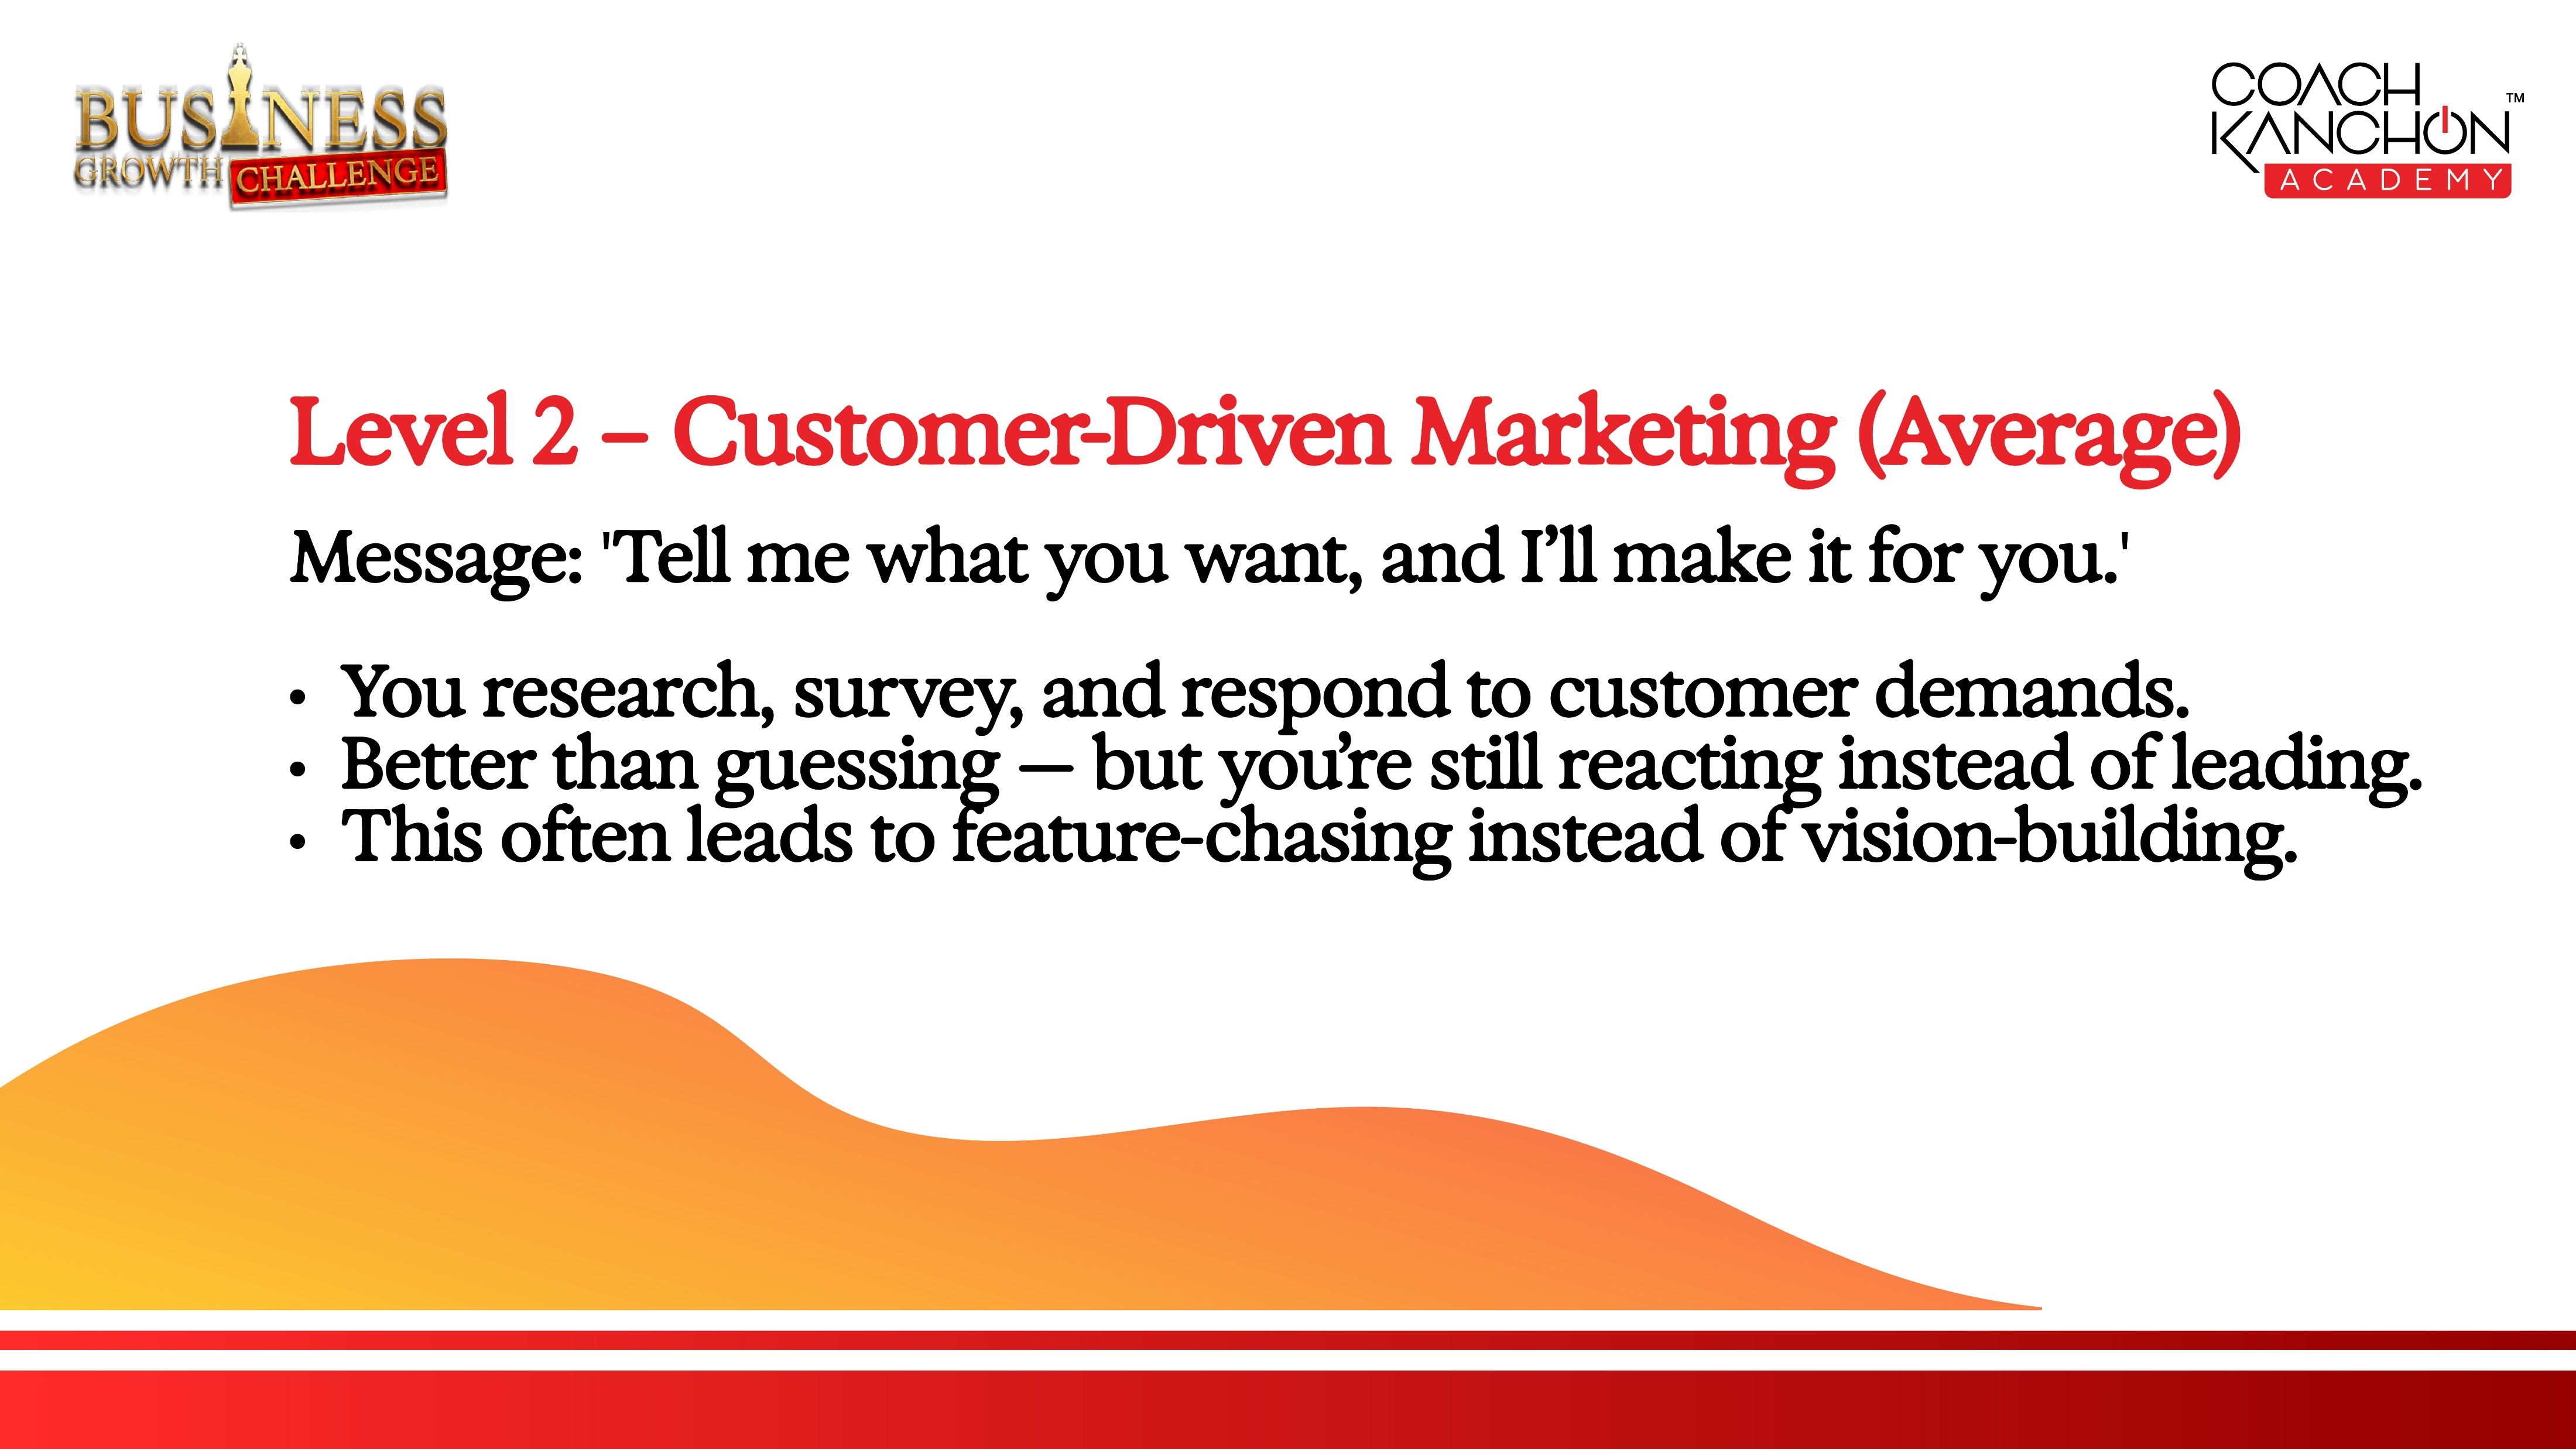 BUSINESS
GROWTH CHALLENGE
COACH
KANCHON™
ACADEMY
Level 2 – Customer-Driven Marketing (Average)
Message: 'Tell me what you want, and I’ll make it for you.'
• You research, survey, and respond to customer demands.
• Better than guessing — but you’re still reacting instead of leading.
• This often leads to feature-chasing instead of vision-building.